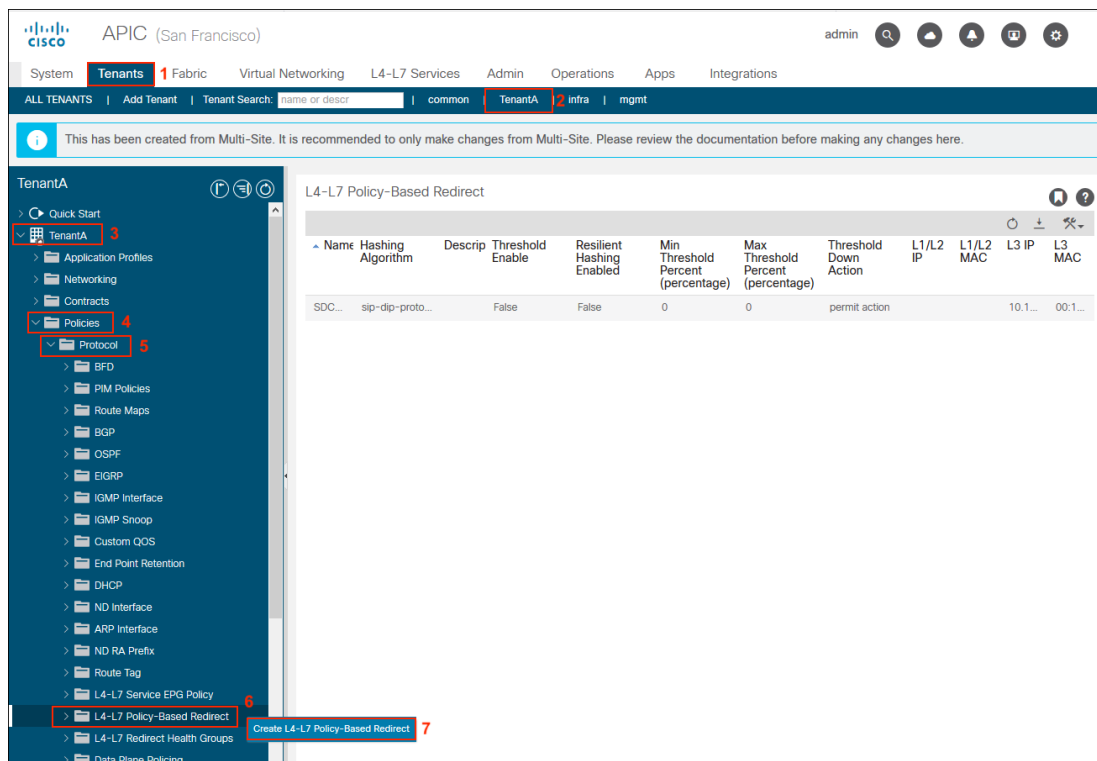 CISCO
APIC (San Francisco)
admin
System Tenants 1 Fabric Virtual Networking L4-L7 Services Admin Operations Apps Integrations
ALL TENANTS | Add Tenant | Tenant Search: name or descr | common | TenantA 2 | infra | mgmt
i This has been created from Multi-Site. It is recommended to only make changes from Multi-Site. Please review the documentation before making any changes here.
TenantA
Quick Start
TenantA 3
Application Profiles
Networking
Contracts
Policies 4
Protocol 5
BFD
PIM Policies
Route Maps
BGP
OSPF
EIGRP
IGMP Interface
IGMP Snoop
Custom QOS
End Point Retention
DHCP
ND Interface
ARP Interface
ND RA Prefix
Route Tag
L4-L7 Service EPG Policy
6
L4-L7 Policy-Based Redirect
Create L4-L7 Policy-Based Redirect 7
L4-L7 Redirect Health Groups
Data Plane Policing
L4-L7 Policy-Based Redirect
?
Name Hashing Descrip Threshold Resilient Min Max Threshold L1/L2 L1/L2 L3 IP L3
Algorithm Enable Hashing Threshold Threshold Down IP MAC MAC
Enabled Percent Percent Action
(percentage) (percentage)
SDC... sip-dip-proto... False False 0 0 permit action 10.1... 00:1...